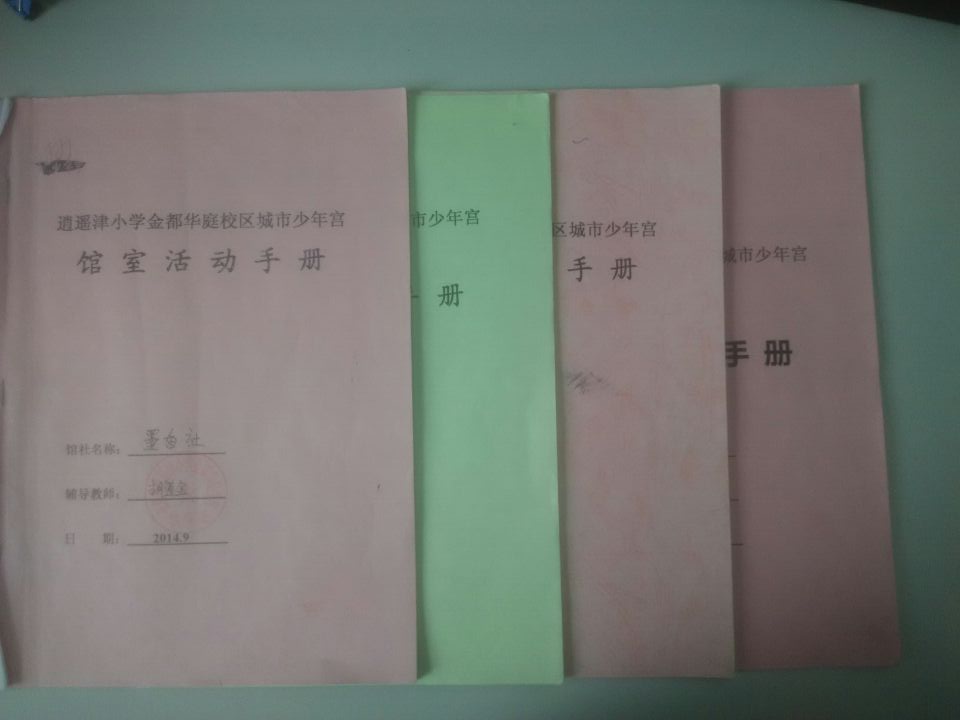 逍遥津小学金都华庭校区城市少年宫
馆室活动手册
馆社名称：墨香社
辅导教师：
日 期：2014.9
市少年宫
册
区城市少年宫
手册
城市少年宫
手册